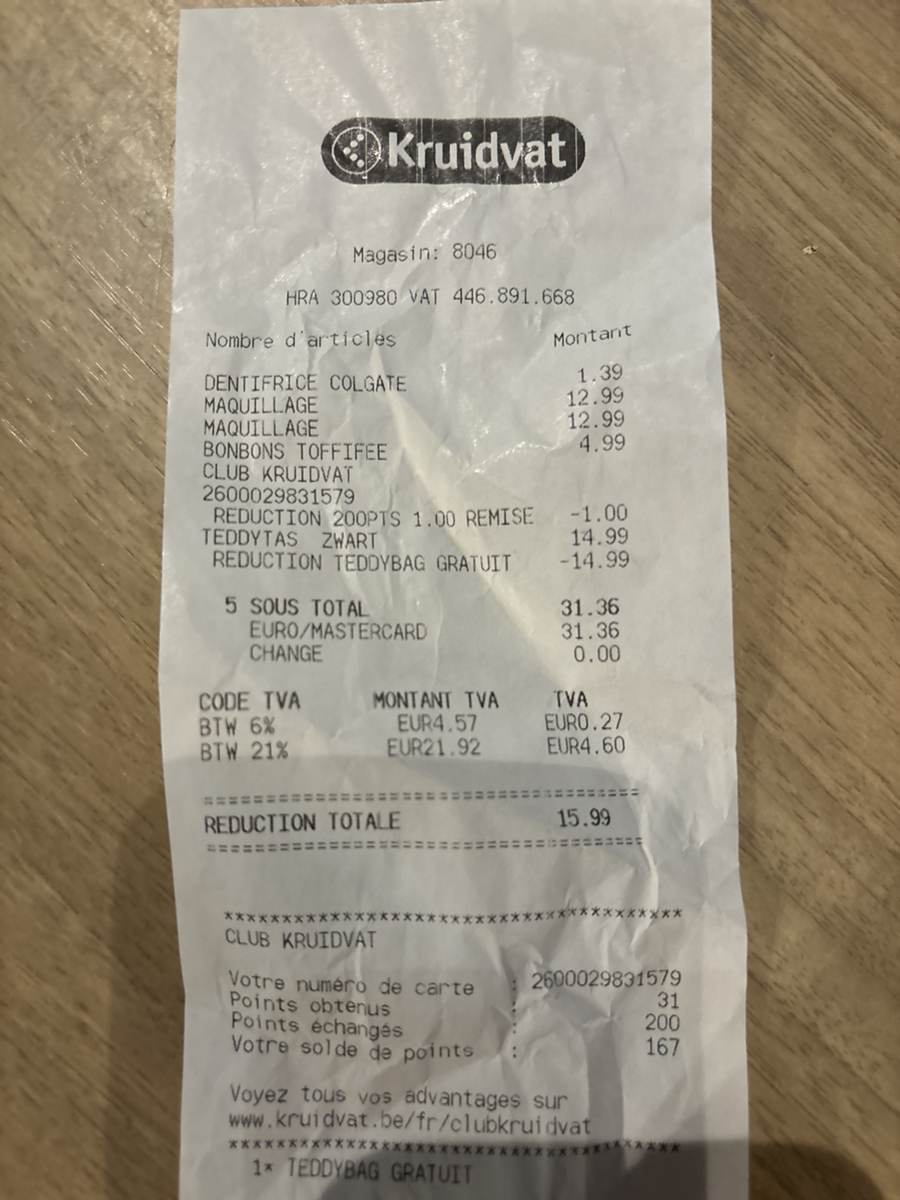 Kruidvat
Magasin: 8046
HRA 300980 VAT 446.891.668
Nombre d'articles Montant
DENTIFRICE COLGATE 1.39
MAQUILLAGE 12.99
MAQUILLAGE 12.99
BONBONS TOFFIFEE 4.99
CLUB KRUIDVAT
2600029831579
REDUCTION 200PTS 1.00 REMISE -1.00
TEDDYTAS ZWART 14.99
REDUCTION TEDDYBAG GRATUIT -14.99
5 SOUS TOTAL 31.36
EURO/MASTERCARD 31.36
CHANGE 0.00
CODE TVA MONTANT TVA TVA
BTW 6% EUR4.57 EUR0.27
BTW 21% EUR21.92 EUR4.60
======================================
REDUCTION TOTALE 15.99
======================================
****************************************
CLUB KRUIDVAT
Votre numéro de carte : 2600029831579
Points obtenus : 31
Points échangés : 200
Votre solde de points : 167
Voyez tous vos advantages sur
www.kruidvat.be/fr/clubkruidvat
****************************************
1* TEDDYBAG GRATUIT